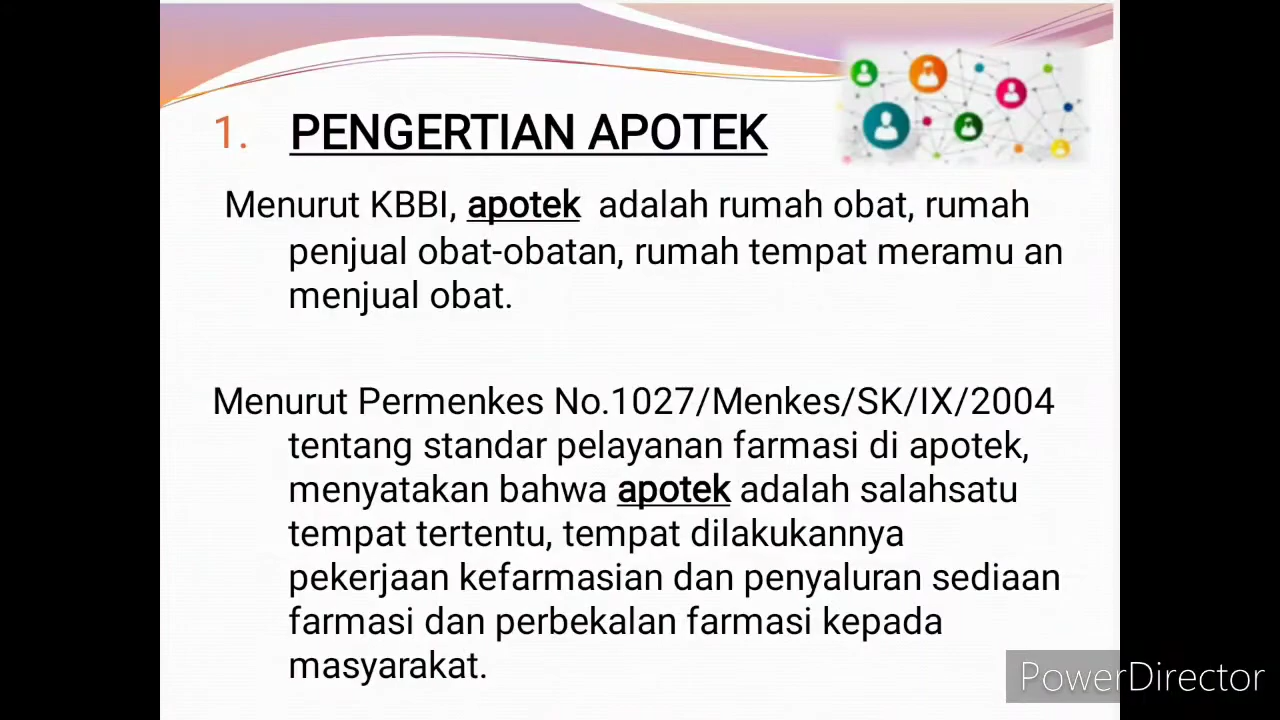 1. PENGERTIAN APOTEK
Menurut KBBI, apotek adalah rumah obat, rumah
penjual obat-obatan, rumah tempat meramu an
menjual obat.
Menurut Permenkes No.1027/Menkes/SK/IX/2004
tentang standar pelayanan farmasi di apotek,
menyatakan bahwa apotek adalah salahsatu
tempat tertentu, tempat dilakukannya
pekerjaan kefarmasian dan penyaluran sediaan
farmasi dan perbekalan farmasi kepada
masyarakat.
PowerDirector